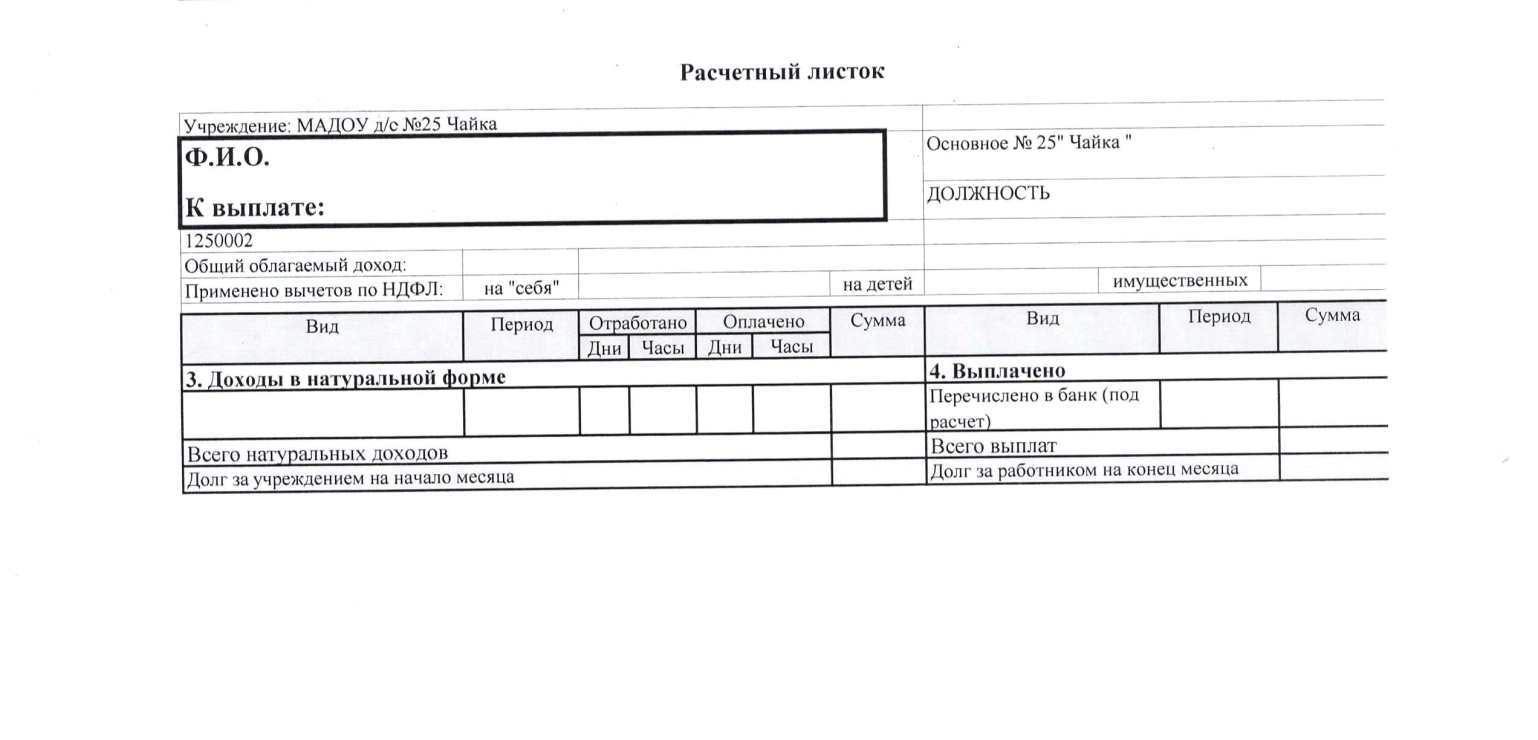 Расчетный листок
Учреждение: МАДОУ д/с №25 Чайка
Ф.И.О.
К выплате:
Основное № 25" Чайка "
ДОЛЖНОСТЬ
1250002
Общий облагаемый доход:
Применено вычетов по НДФЛ: на "себя" на детей имущественных
Вид Период Отработано Оплачено Сумма Вид Период Сумма
Дни Часы Дни Часы
3. Доходы в натуральной форме 4. Выплачено
Перечислено в банк (под
расчет)
Всего натуральных доходов Всего выплат
Долг за учреждением на начало месяца Долг за работником на конец месяца